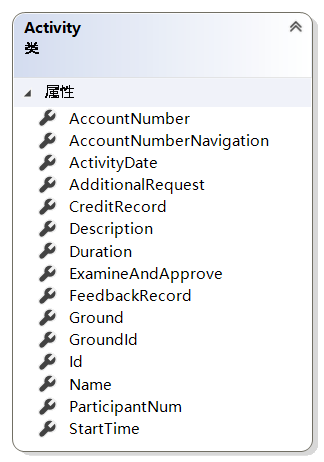 Activity
类
属性
AccountNumber
AccountNumberNavigation
ActivityDate
AdditionalRequest
CreditRecord
Description
Duration
ExamineAndApprove
FeedbackRecord
Ground
GroundId
Id
Name
ParticipantNum
StartTime